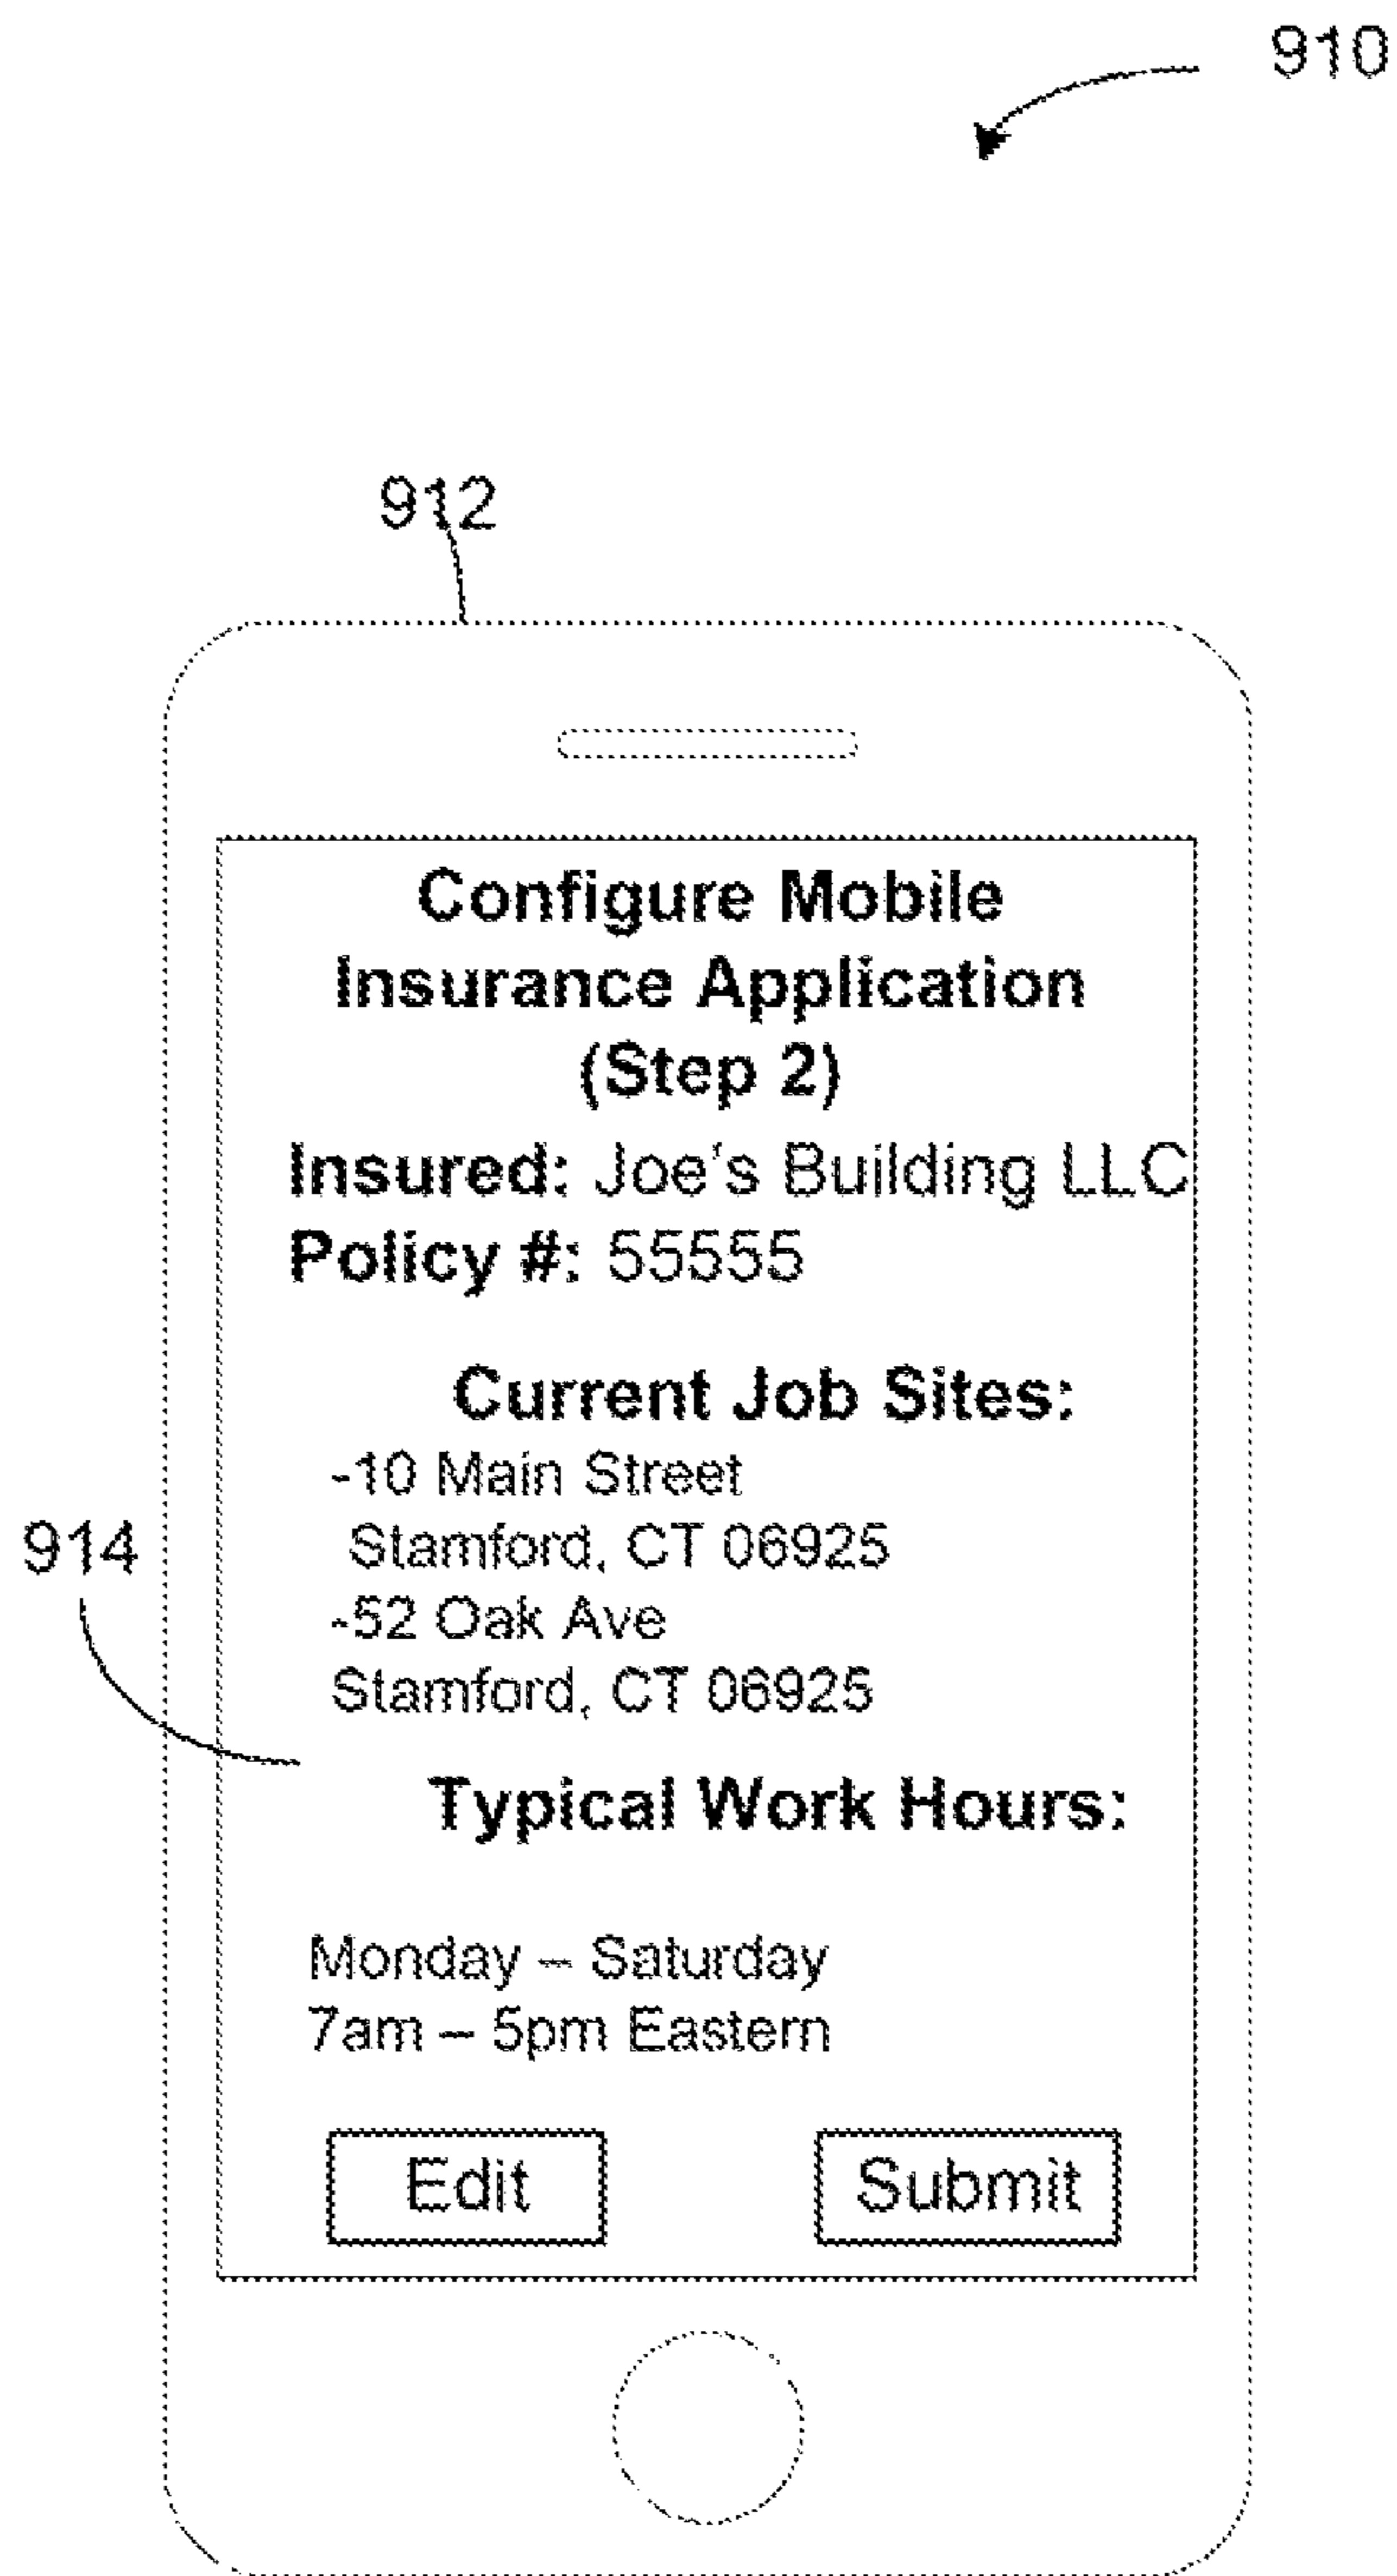 910
912
Configure Mobile
Insurance Application
(Step 2)
Insured: Joe's Building LLC
Policy #: 55555
Current Job Sites:
-10 Main Street
Stamford, CT 06925
914
-52 Oak Ave
Stamford, CT 06925
Typical Work Hours:
Monday – Saturday
7am – 5pm Eastern
Edit
Submit